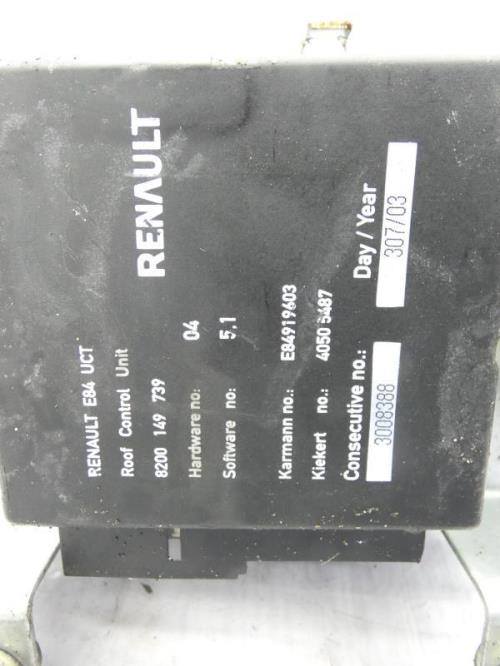 RENAULT
RENAULT E84 UCT
Roof Control Unit
8200 149 739
Hardware no: 04
Software no: 5.1
Karmann no.: E84919603
Kiekert no.: 4050 5487
Consecutive no.: Day / Year
3008388 307/03